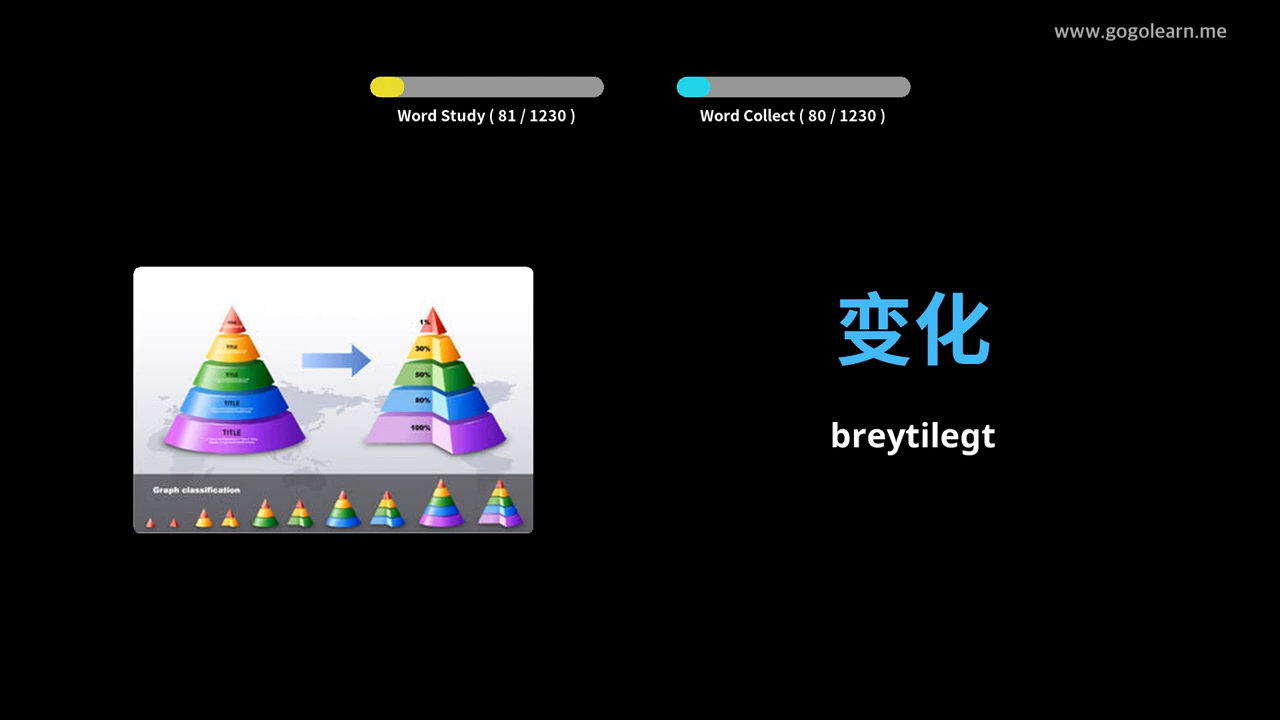 www.gogolearn.me
Word Study ( 81 / 1230 )
Word Collect ( 80 / 1230 )
变化
breytilegt
TITLE
TITLE
TITLE
TITLE
1%
30%
50%
80%
100%
Graph classification